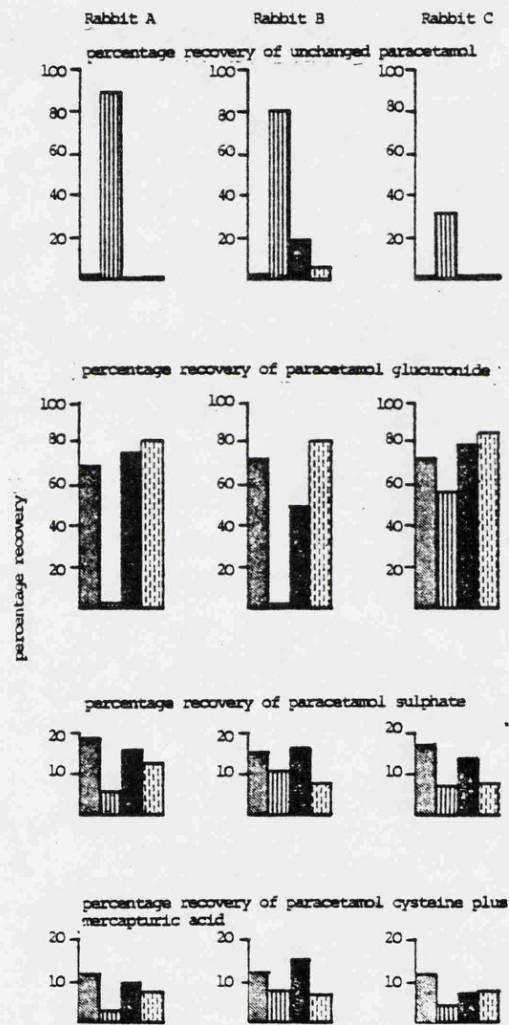 Rabbit A Rabbit B Rabbit C
percentage recovery of unchanged paracetamol
100 100 100
80 80 80
60 60 60
40 40 40
20 20 20
percentage recovery of paracetamol glucuronide
100 100 100
80 80 80
60 60 60
40 40 40
20 20 20
percentage recovery
percentage recovery of paracetamol sulphate
20 20 20
10 10 10
percentage recovery of paracetamol cysteine plus
mercapturic acid
20 20 20
10 10 10